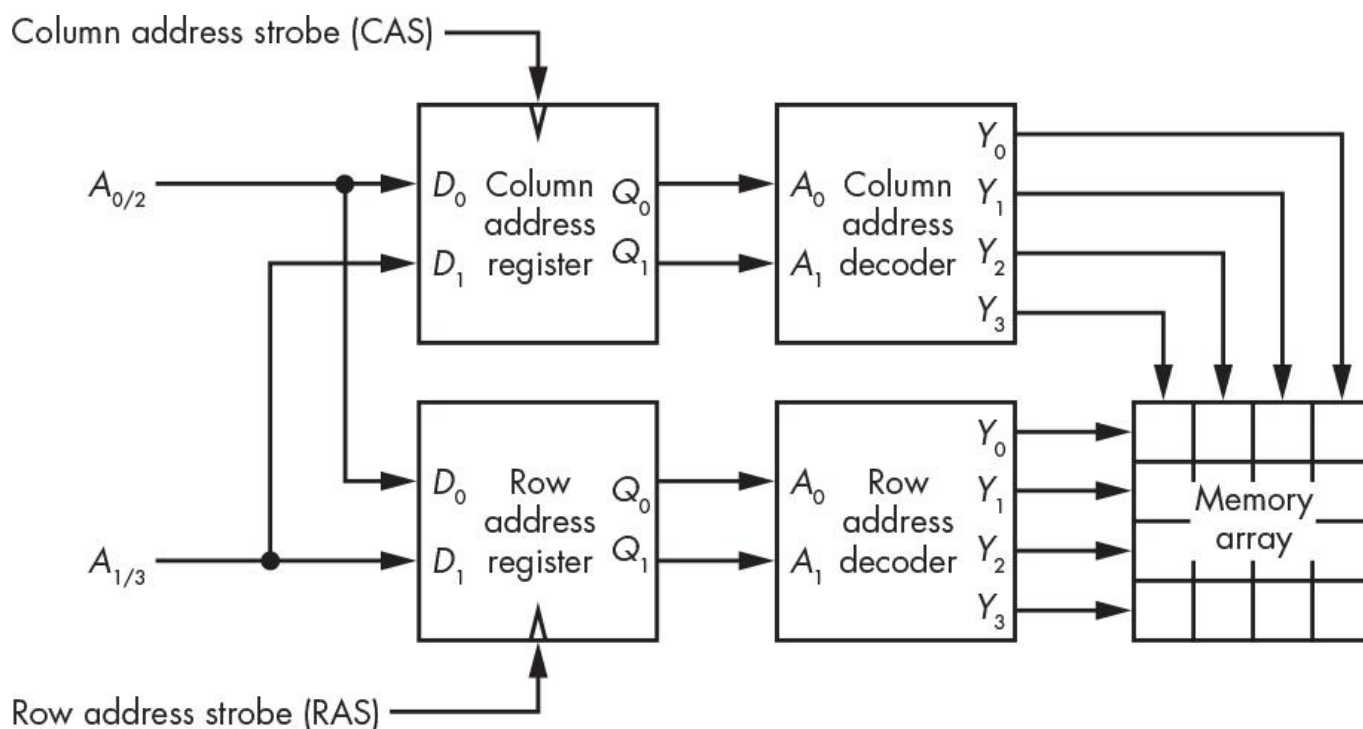 Column address strobe (CAS)
A0/2
A1/3
D0
D1
Column
address
register
Q0
Q1
A0
A1
Column
address
decoder
Y0
Y1
Y2
Y3
D0
D1
Row
address
register
Q0
Q1
A0
A1
Row
address
decoder
Y0
Y1
Y2
Y3
Memory
array
Row address strobe (RAS)